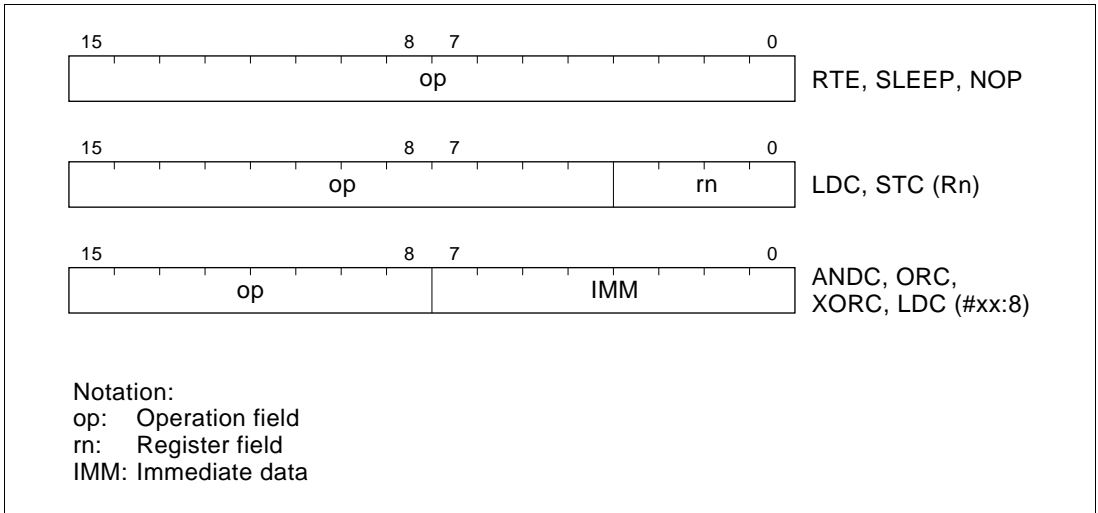 15 8 7 0
op RTE, SLEEP, NOP
15 8 7 0
op rn LDC, STC (Rn)
15 8 7 0
op IMM ANDC, ORC,
XORC, LDC (#xx:8)
Notation:
op: Operation field
rn: Register field
IMM: Immediate data